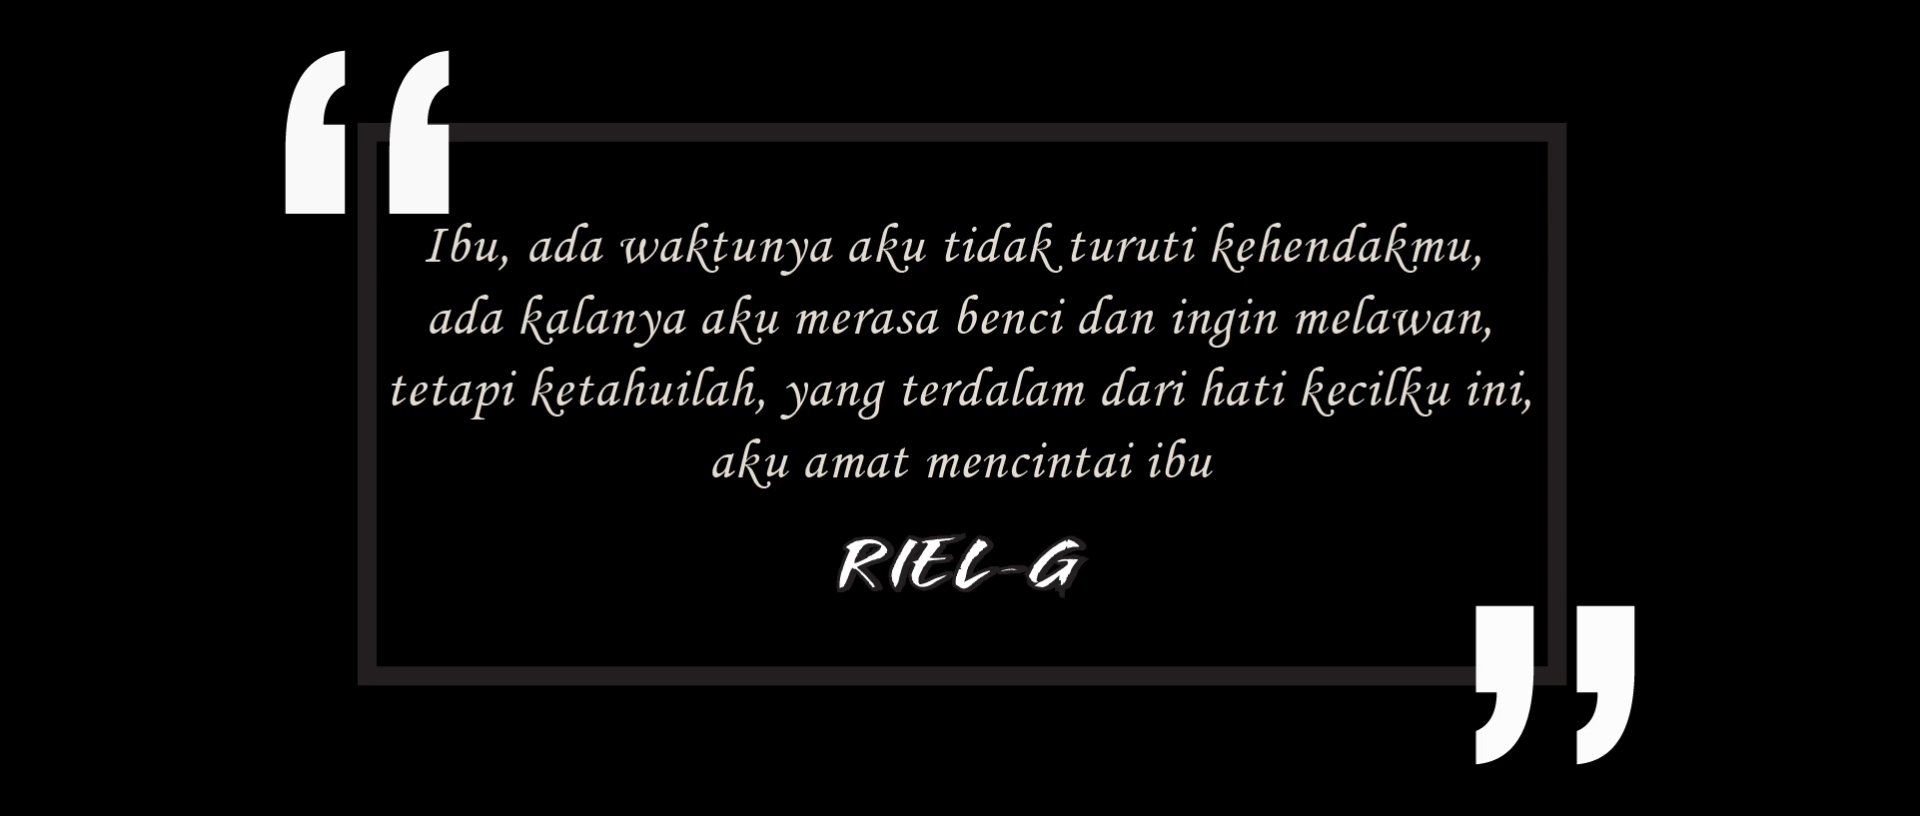 Ibu, ada waktunya aku tidak turuti kehendakmu,
ada kalanya aku merasa benci dan ingin melawan,
tetapi ketahuilah, yang terdalam dari hati kecilku ini,
aku amat mencintai ibu
RIEL-G